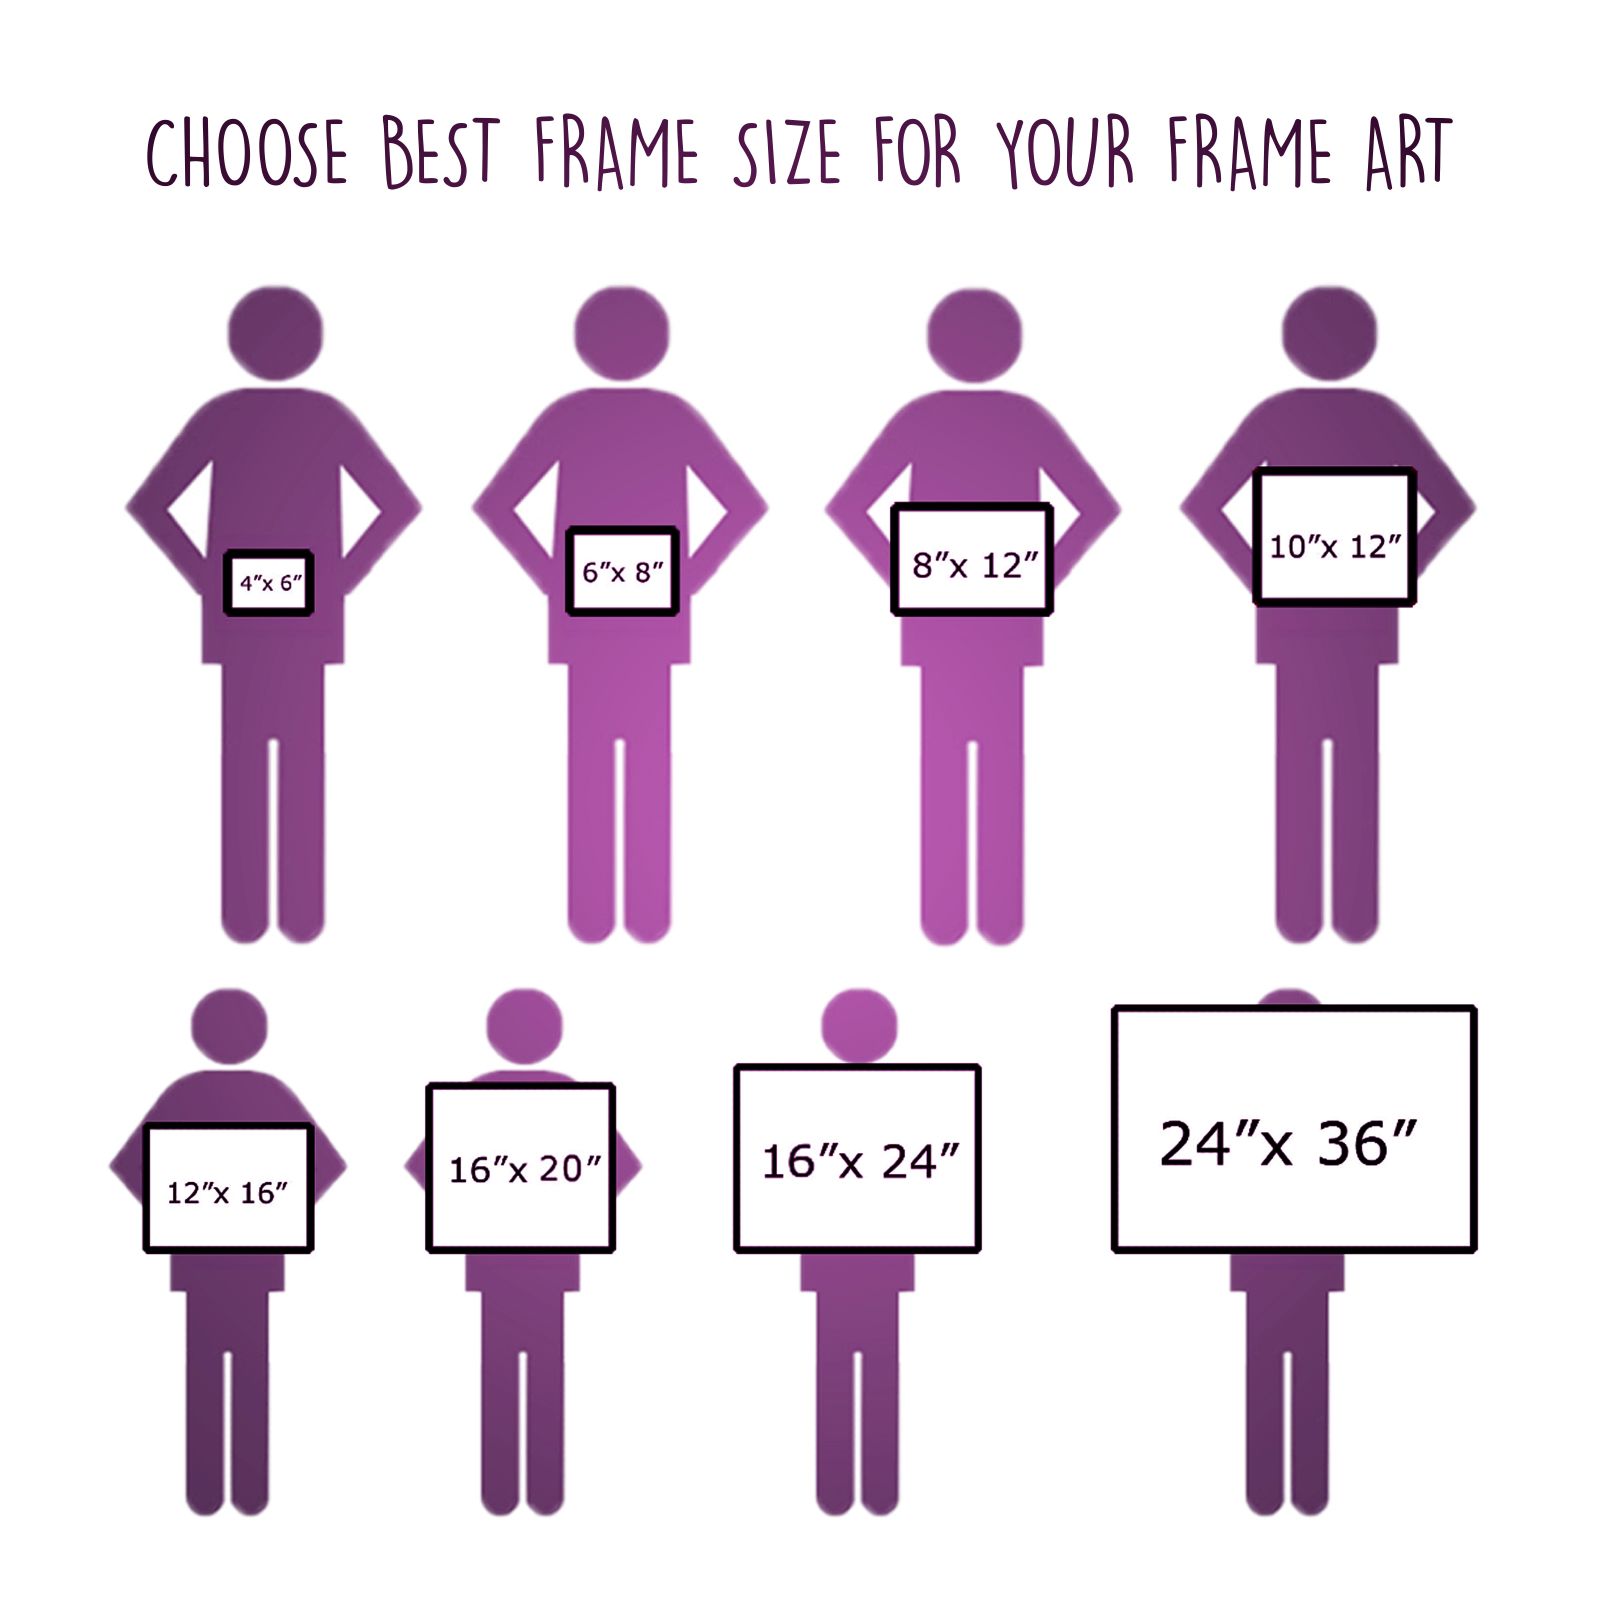 CHOOSE BEST FRAME SIZE FOR YOUR FRAME ART
4”x 6”
6”x 8”
8”x 12”
10”x 12”
12”x 16”
16”x 20”
16”x 24”
24”x 36”